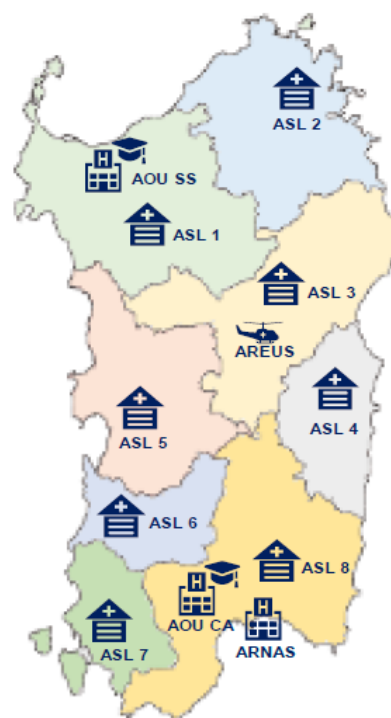 ASL 2
H
AOU SS
ASL 1
ASL 3
AREUS
ASL 4
ASL 5
ASL 6
ASL 8
H
AOU CA
H
ARNAS
ASL 7